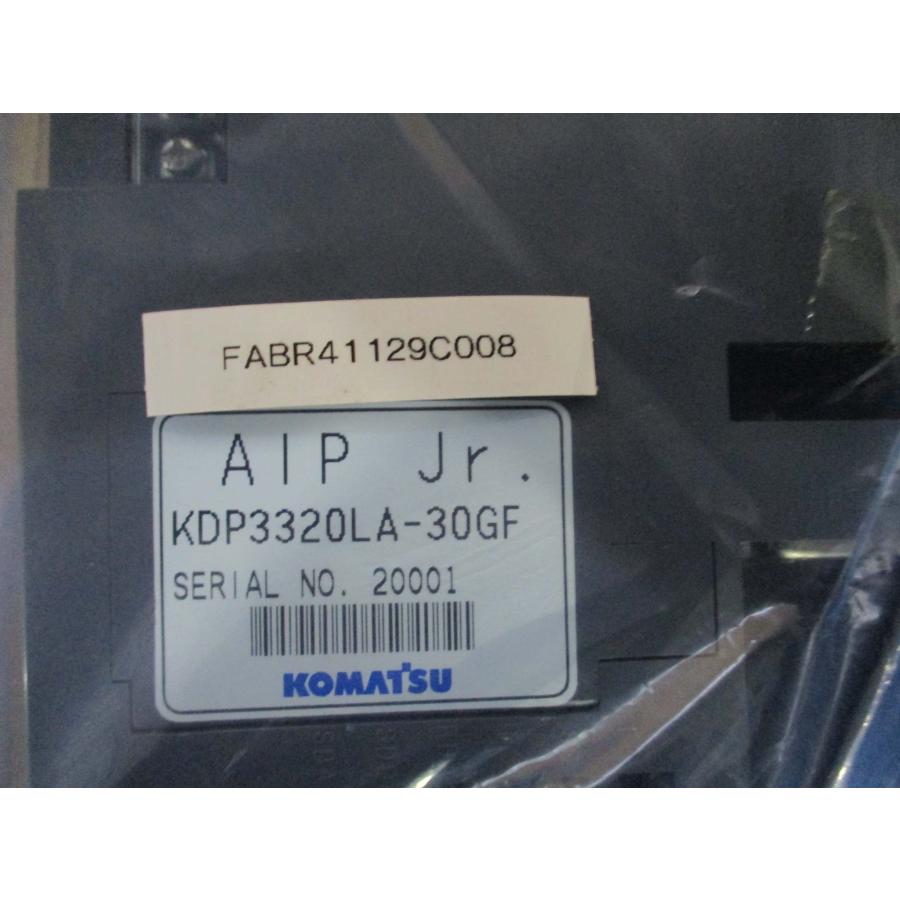 FABR41129C008
AIP Jr.
KDP3320LA-30GF
SERIAL NO. 20001
KOMATSU